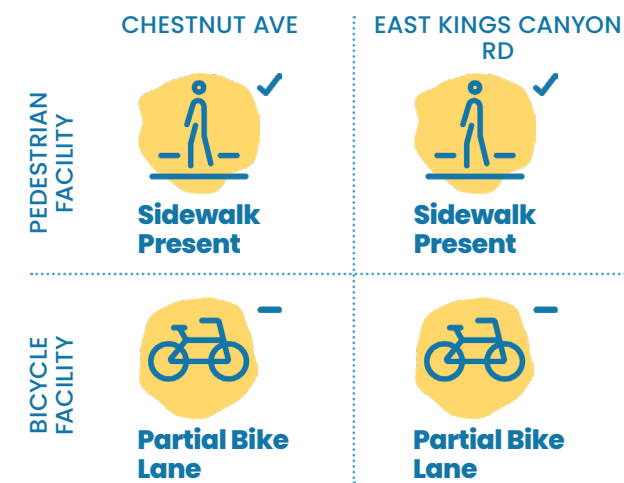 CHESTNUT AVE
EAST KINGS CANYON
RD
PEDESTRIAN
FACILITY
Sidewalk
Present
Sidewalk
Present
BICYCLE
FACILITY
Partial Bike
Lane
Partial Bike
Lane